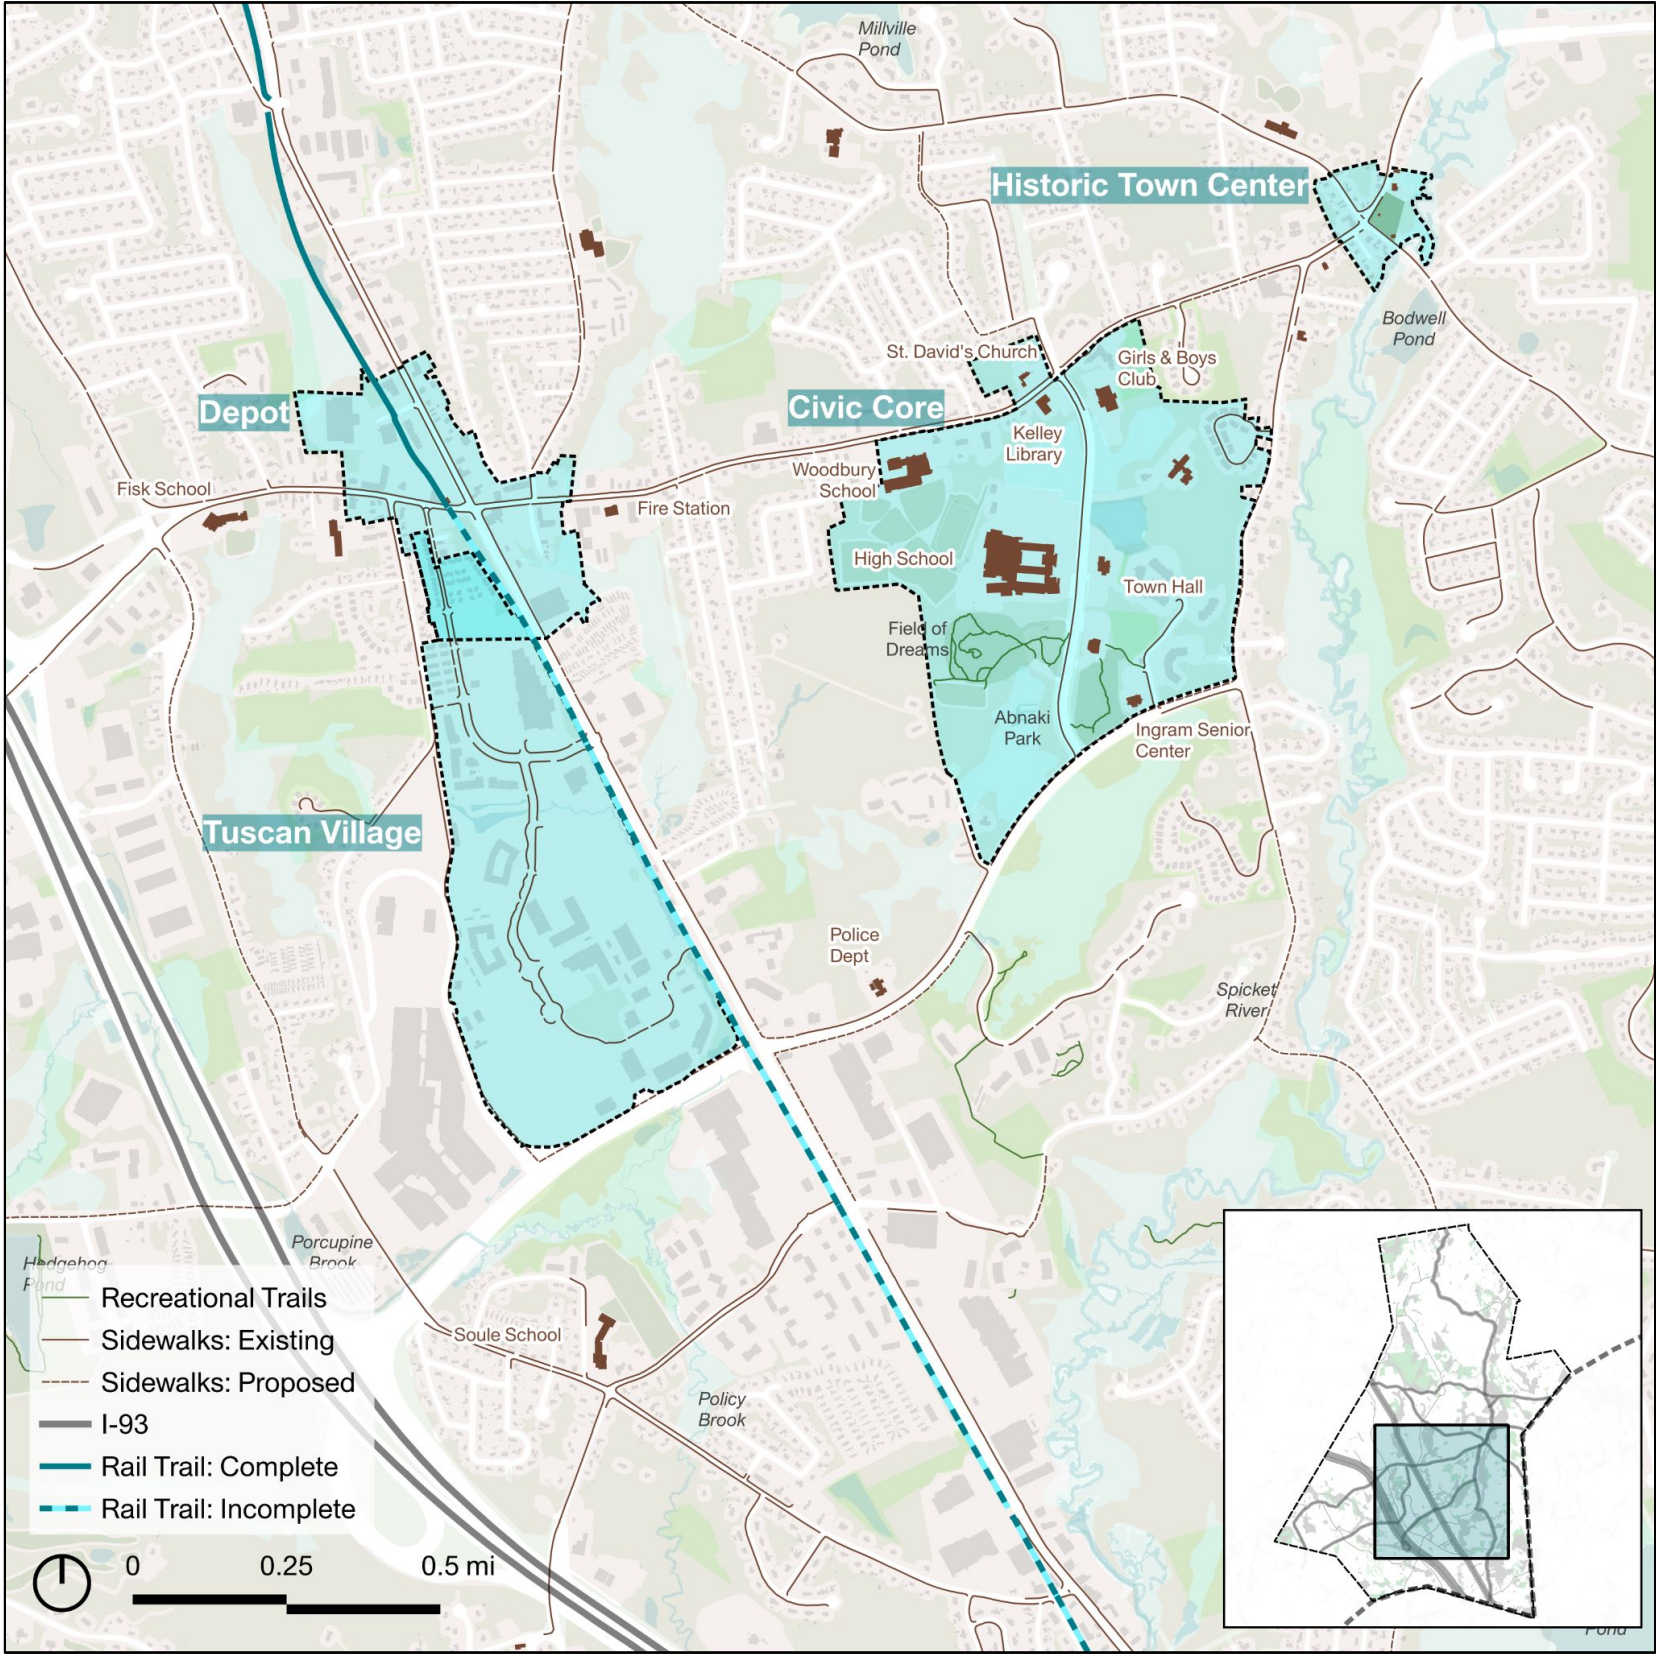 Millville
Pond
Historic Town Center
Bodwell
Pond
St. David's Church
Girls & Boys
Club
Depot
Civic Core
Kelley
Library
Woodbury
School
Fisk School
Fire Station
High School
Town Hall
Field of
Dreams
Abnaki
Park
Ingram Senior
Center
Tuscan Village
Police
Dept
Spicket
River
Porcupine
Brook
Hedgehog
Pond
Soule School
Policy
Brook
Recreational Trails
Sidewalks: Existing
Sidewalks: Proposed
I-93
Rail Trail: Complete
Rail Trail: Incomplete
0 0.25 0.5 mi
Pond